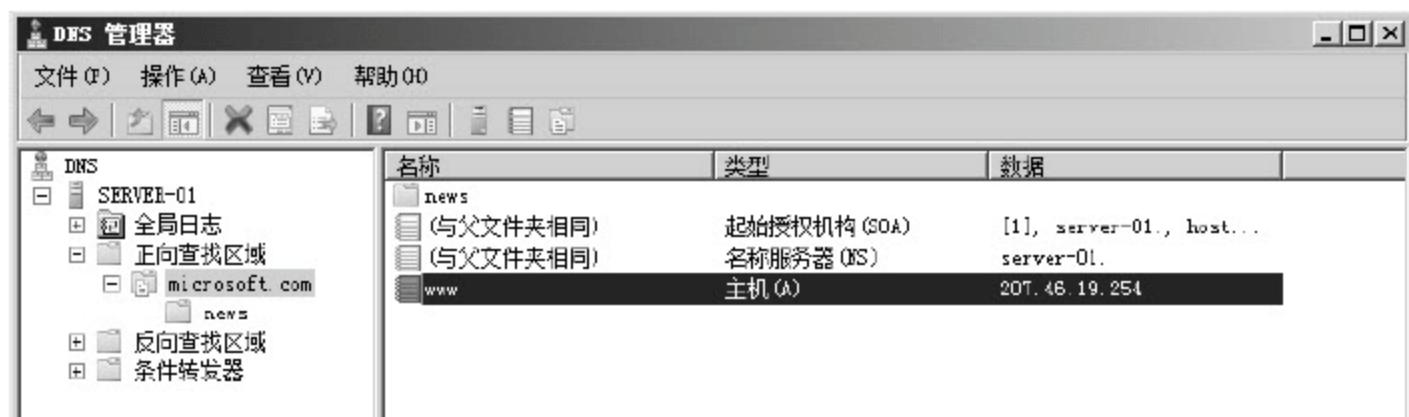 DNS 管理器
文件(F) 操作(A) 查看(V) 帮助(H)
DNS
SERVER-01
全局日志
正向查找区域
microsoft.com
news
反向查找区域
条件转发器
名称 类型 数据
news
(与父文件夹相同) 起始授权机构(SOA) [1], server-01., host...
(与父文件夹相同) 名称服务器(NS) server-01.
www 主机(A) 207.46.19.254